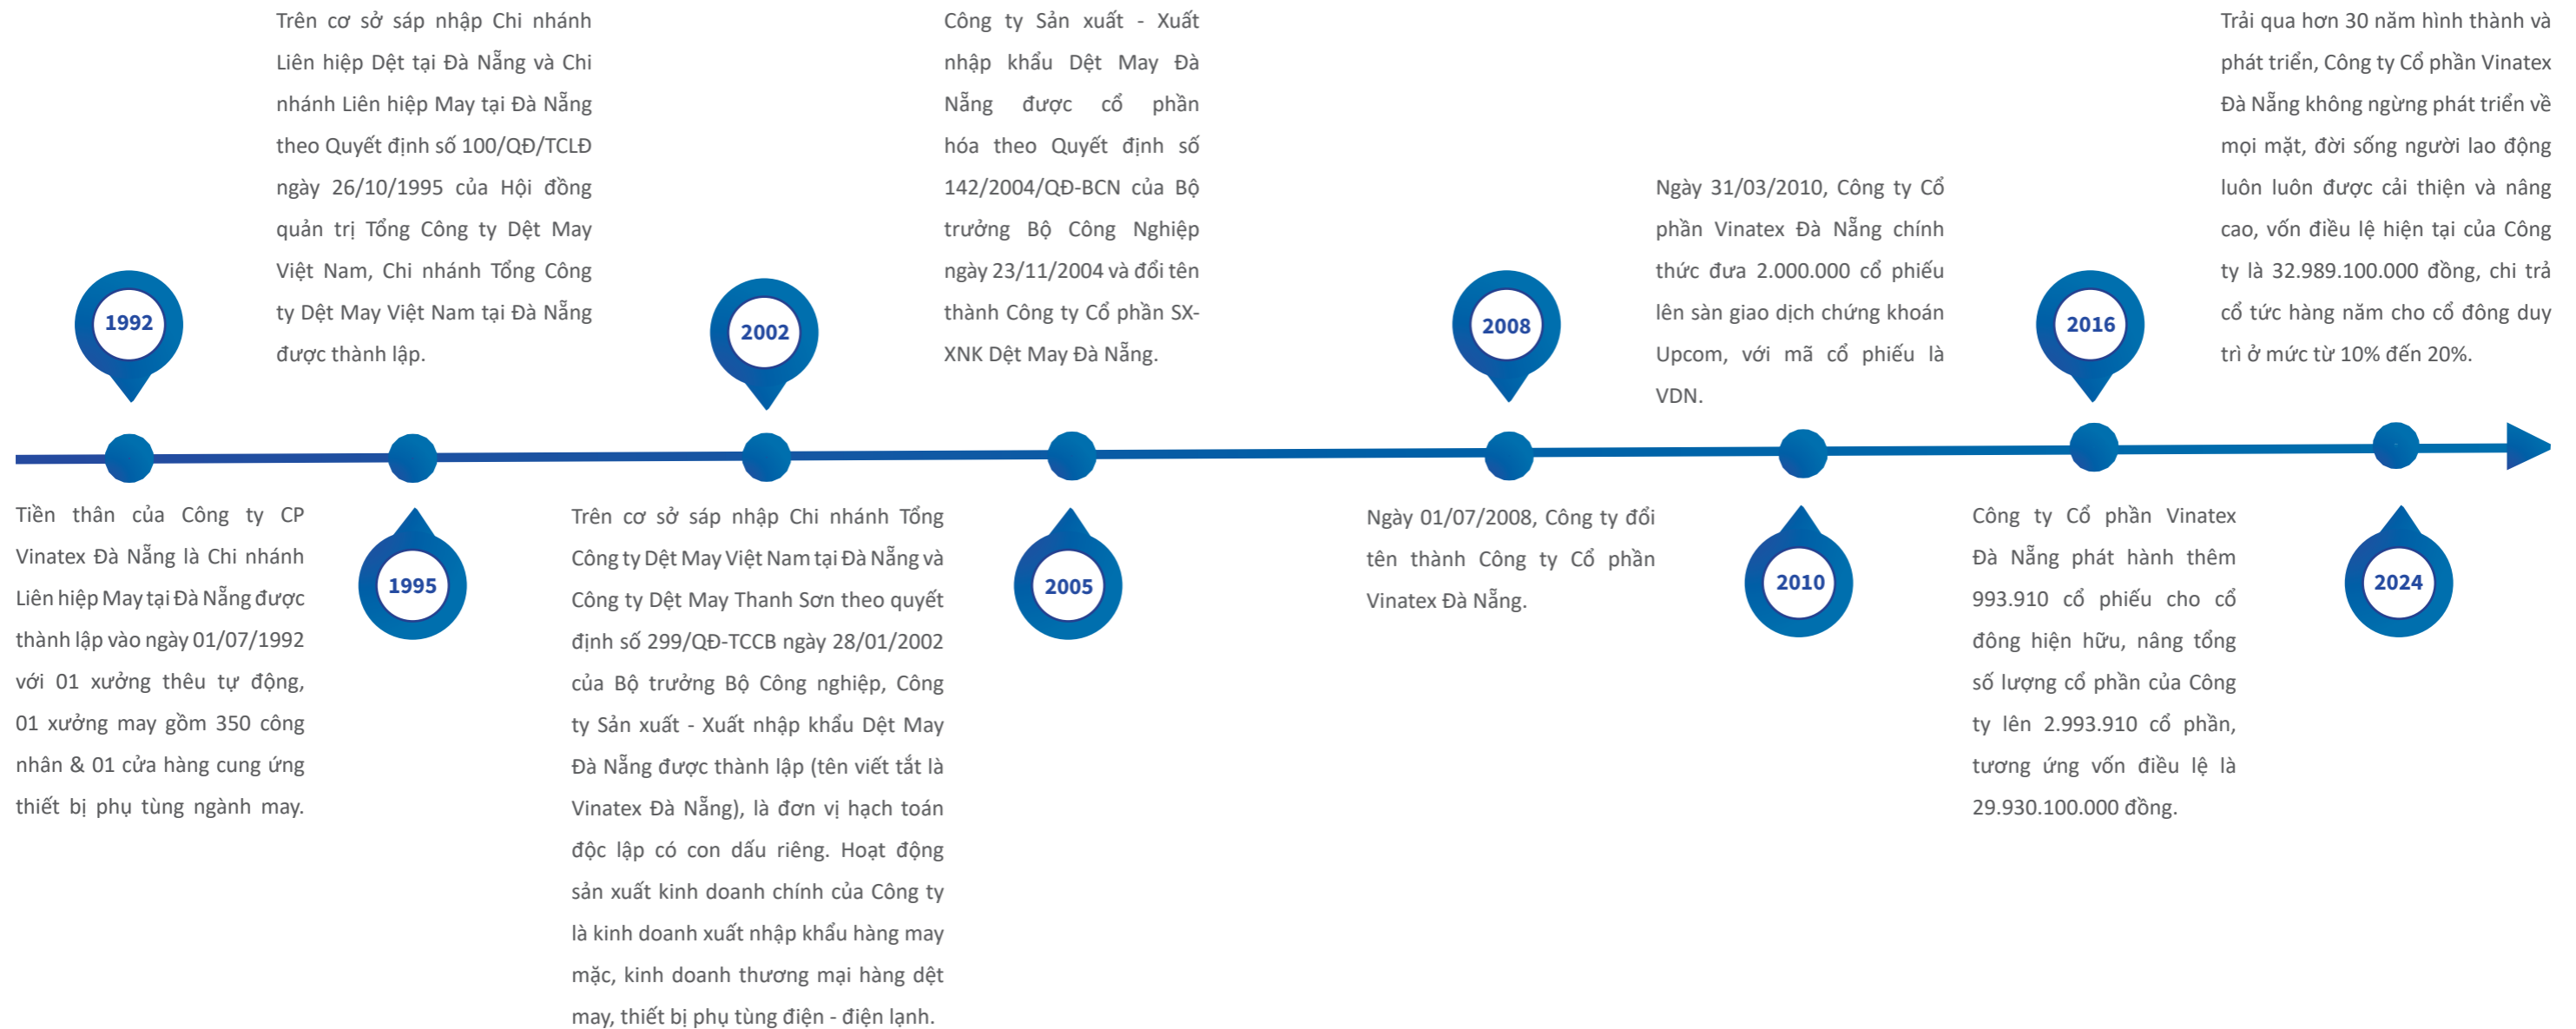 1992
Tiền thân của Công ty CP
Vinatex Đà Nẵng là Chi nhánh
Liên hiệp May tại Đà Nẵng được
thành lập vào ngày 01/07/1992
với 01 xưởng thêu tự động,
01 xưởng may gồm 350 công
nhân & 01 cửa hàng cung ứng
thiết bị phụ tùng ngành may.
Trên cơ sở sáp nhập Chi nhánh
Liên hiệp Dệt tại Đà Nẵng và Chi
nhánh Liên hiệp May tại Đà Nẵng
theo Quyết định số 100/QĐ/TCLĐ
ngày 26/10/1995 của Hội đồng
quản trị Tổng Công ty Dệt May
Việt Nam, Chi nhánh Tổng Công
ty Dệt May Việt Nam tại Đà Nẵng
được thành lập.
1995
2002
Trên cơ sở sáp nhập Chi nhánh Tổng
Công ty Dệt May Việt Nam tại Đà Nẵng và
Công ty Dệt May Thanh Sơn theo quyết
định số 299/QĐ-TCCB ngày 28/01/2002
của Bộ trưởng Bộ Công nghiệp, Công
ty Sản xuất - Xuất nhập khẩu Dệt May
Đà Nẵng được thành lập (tên viết tắt là
Vinatex Đà Nẵng), là đơn vị hạch toán
độc lập có con dấu riêng. Hoạt động
sản xuất kinh doanh chính của Công ty
là kinh doanh xuất nhập khẩu hàng may
mặc, kinh doanh thương mại hàng dệt
may, thiết bị phụ tùng điện - điện lạnh.
Công ty Sản xuất - Xuất
nhập khẩu Dệt May Đà
Nẵng được cổ phần
hóa theo Quyết định số
142/2004/QĐ-BCN của Bộ
trưởng Bộ Công Nghiệp
ngày 23/11/2004 và đổi tên
thành Công ty Cổ phần SX-
XNK Dệt May Đà Nẵng.
2005
2008
Ngày 01/07/2008, Công ty đổi
tên thành Công ty Cổ phần
Vinatex Đà Nẵng.
Ngày 31/03/2010, Công ty Cổ
phần Vinatex Đà Nẵng chính
thức đưa 2.000.000 cổ phiếu
lên sàn giao dịch chứng khoán
Upcom, với mã cổ phiếu là
VDN.
2010
2016
Công ty Cổ phần Vinatex
Đà Nẵng phát hành thêm
993.910 cổ phiếu cho cổ
đông hiện hữu, nâng tổng
số lượng cổ phần của Công
ty lên 2.993.910 cổ phần,
tương ứng vốn điều lệ là
29.930.100.000 đồng.
Trải qua hơn 30 năm hình thành và
phát triển, Công ty Cổ phần Vinatex
Đà Nẵng không ngừng phát triển về
mọi mặt, đời sống người lao động
luôn luôn được cải thiện và nâng
cao, vốn điều lệ hiện tại của Công
ty là 32.989.100.000 đồng, chi trả
cổ tức hàng năm cho cổ đông duy
trì ở mức từ 10% đến 20%.
2024